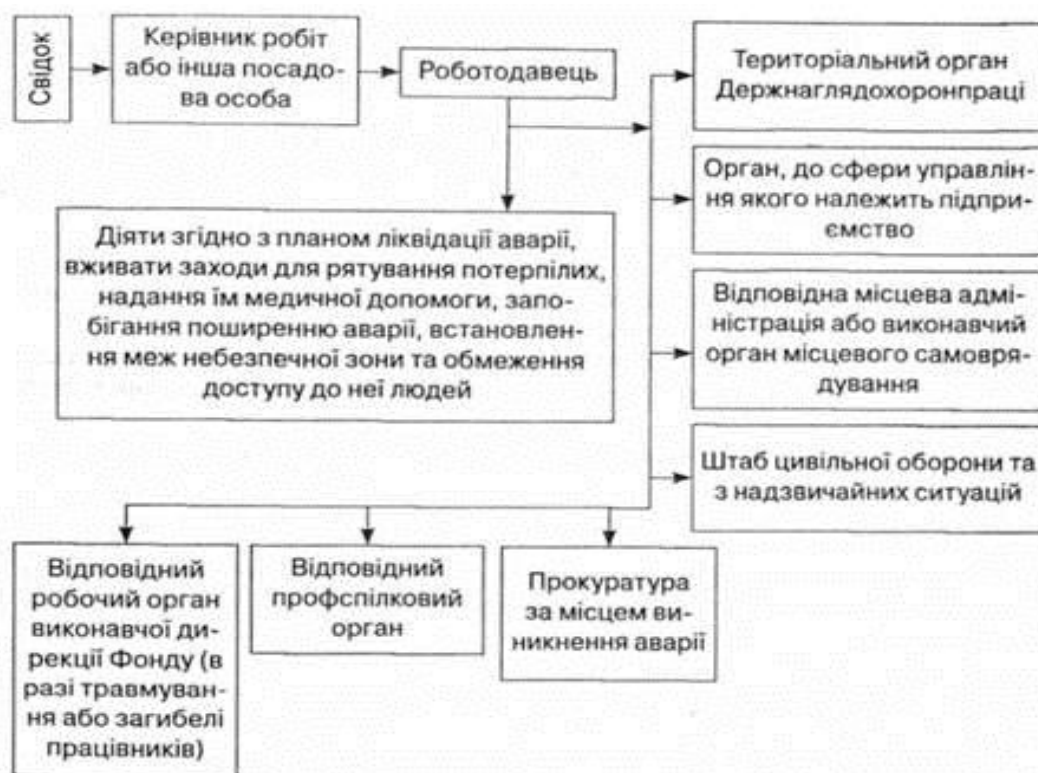 Свідок
Керівник робіт
або інша посадо-
ва особа
Роботодавець
Територіальний орган
Держнаглядохоронпраці
Орган, до сфери управлін-
ня якого належить підпри-
ємство
Діяти згідно з планом ліквідації аварії,
вживати заходи для рятування потерпілих,
надання їм медичної допомоги, запо-
бігання поширенню аварії, встановлен-
ня меж небезпечної зони та обмеження
доступу до неї людей
Відповідна місцева адмі-
ністрація або виконавчий
орган місцевого самовря-
дування
Штаб цивільної оборони та
з надзвичайних ситуацій
Відповідний
робочий орган
виконавчої ди-
рекції Фонду (в
разі травмуван-
ня або загибелі
працівників)
Відповідний
профспілковий
орган
Прокуратура
за місцем ви-
никнення аварії